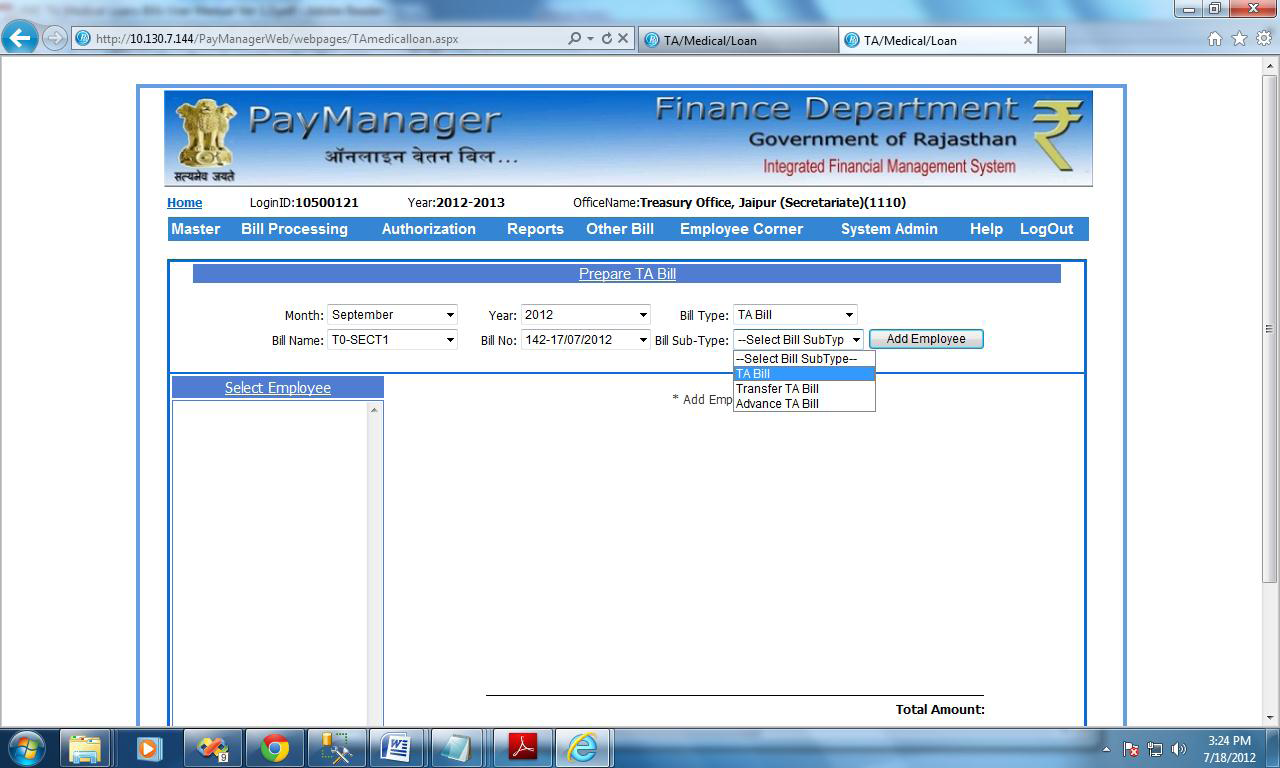 http://10.130.7.144/PayManagerWeb/webpages/TAmedicalloan.aspx
TA/Medical/Loan
TA/Medical/Loan
PayManager
ऑनलाइन वेतन बिल...
सत्यमेव जयते
Finance Department
Government of Rajasthan
Integrated Financial Management System
Home LoginID:10500121 Year:2012-2013 OfficeName:Treasury Office, Jaipur (Secretariate)(1110)
Master Bill Processing Authorization Reports Other Bill Employee Corner System Admin Help LogOut
Prepare TA Bill
Month: September Year: 2012 Bill Type: TA Bill
Bill Name: T0-SECT1 Bill No: 142-17/07/2012 Bill Sub-Type: --Select Bill SubTyp Add Employee
--Select Bill SubType--
TA Bill
Transfer TA Bill
Advance TA Bill
Select Employee
* Add Emp
Total Amount:
9
3:24 PM
7/18/2012